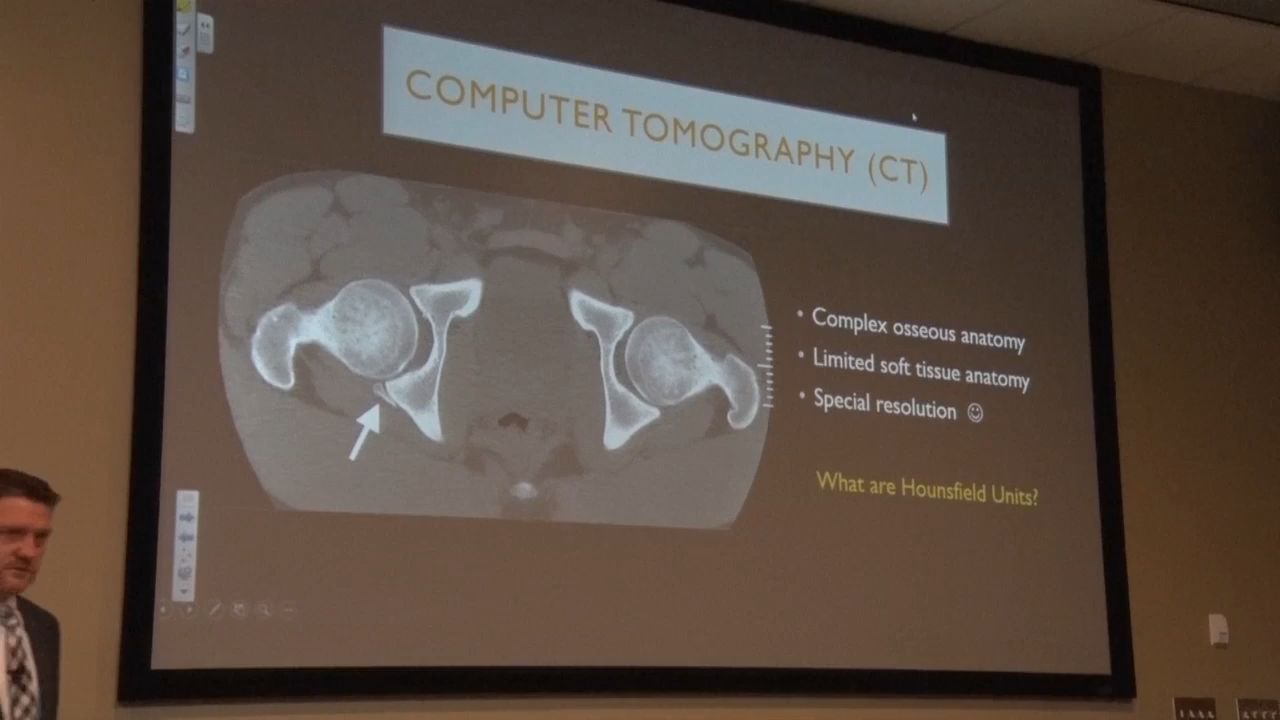 COMPUTER TOMOGRAPHY (CT)
• Complex osseous anatomy
• Limited soft tissue anatomy
• Special resolution ☺
What are Hounsfield Units?